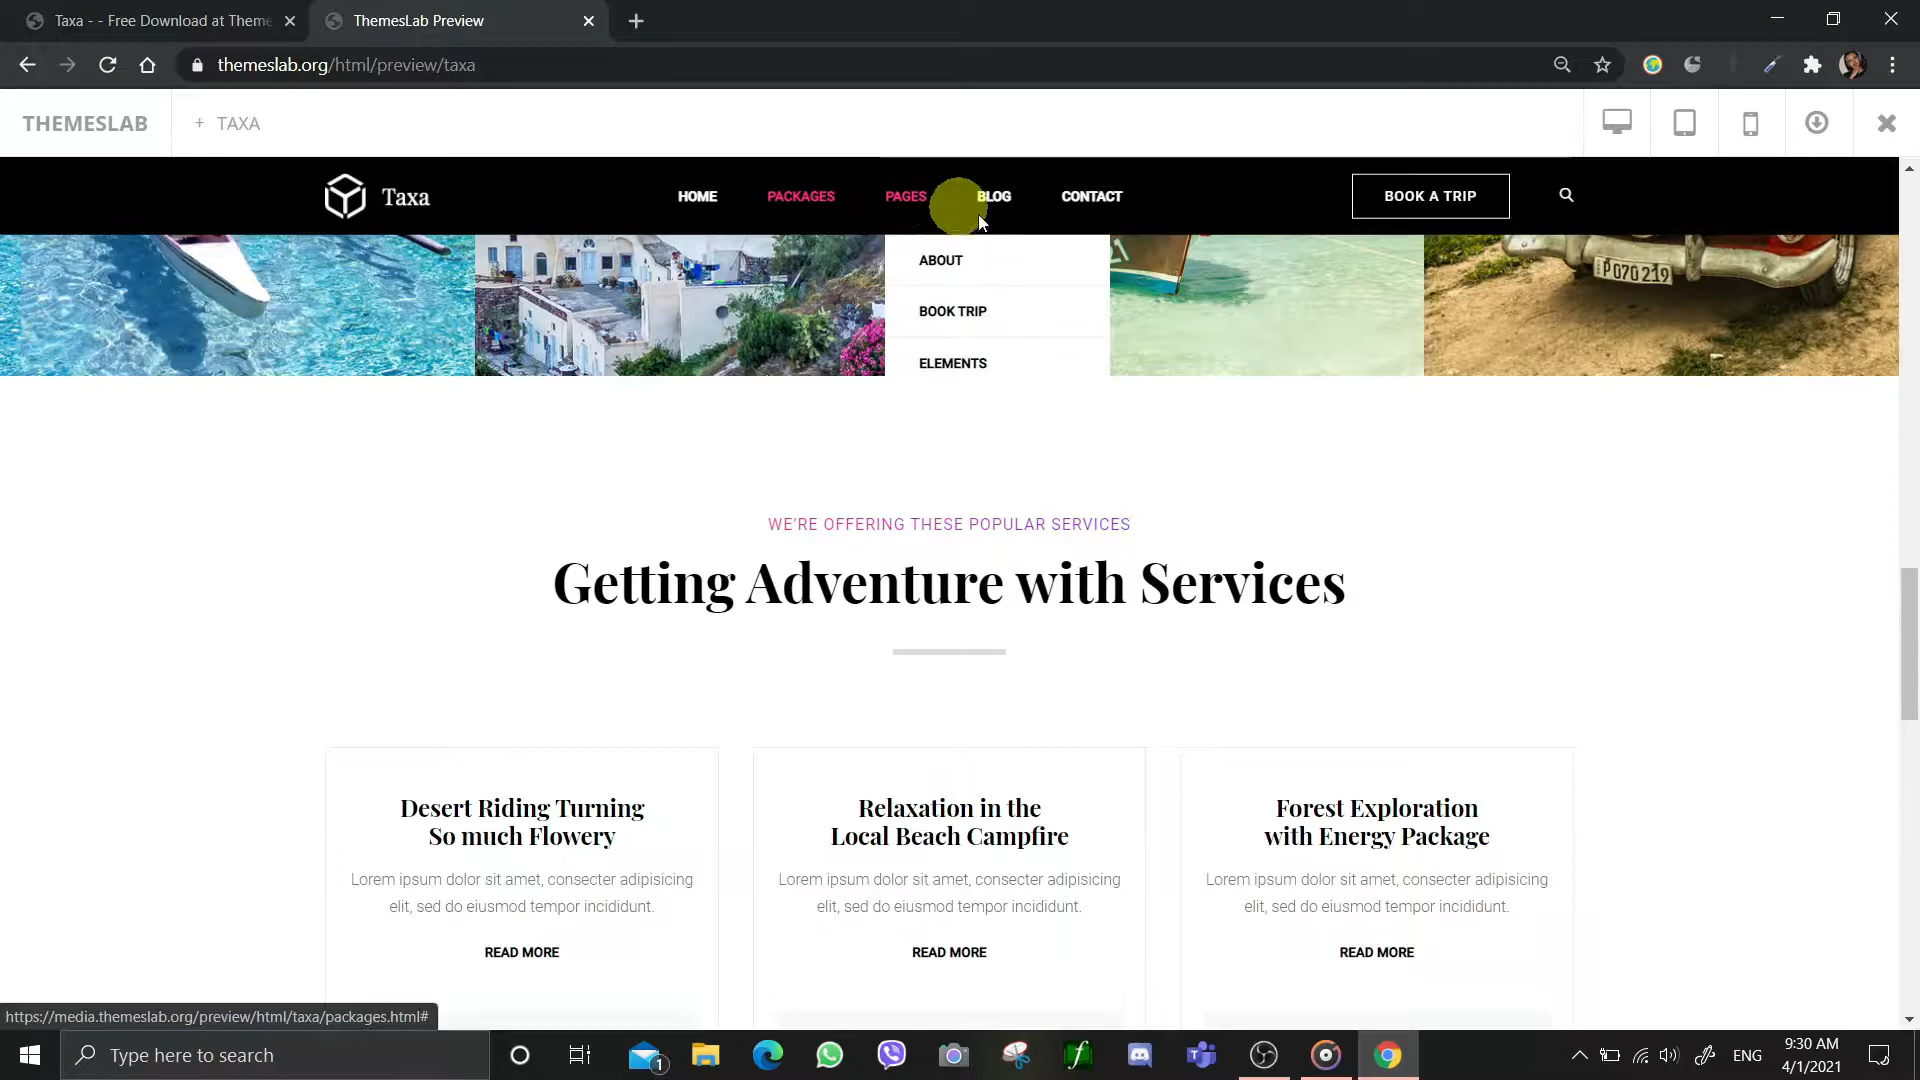 Taxa - - Free Download at Theme
ThemesLab Preview
themeslab.org/html/preview/taxa
THEMESLAB
+ TAXA
Taxa
HOME
PACKAGES
PAGES
BLOG
CONTACT
BOOK A TRIP
ABOUT
BOOK TRIP
ELEMENTS
P 070 219
WE'RE OFFERING THESE POPULAR SERVICES
Getting Adventure with Services
Desert Riding Turning
So much Flowery
Lorem ipsum dolor sit amet, consecter adipisicing
elit, sed do eiusmod tempor incididunt.
READ MORE
Relaxation in the
Local Beach Campfire
Lorem ipsum dolor sit amet, consecter adipisicing
elit, sed do eiusmod tempor incididunt.
READ MORE
Forest Exploration
with Energy Package
Lorem ipsum dolor sit amet, consecter adipisicing
elit, sed do eiusmod tempor incididunt.
READ MORE
https://media.themeslab.org/preview/html/taxa/packages.html#
Type here to search
1
ENG
9:30 AM
4/1/2021